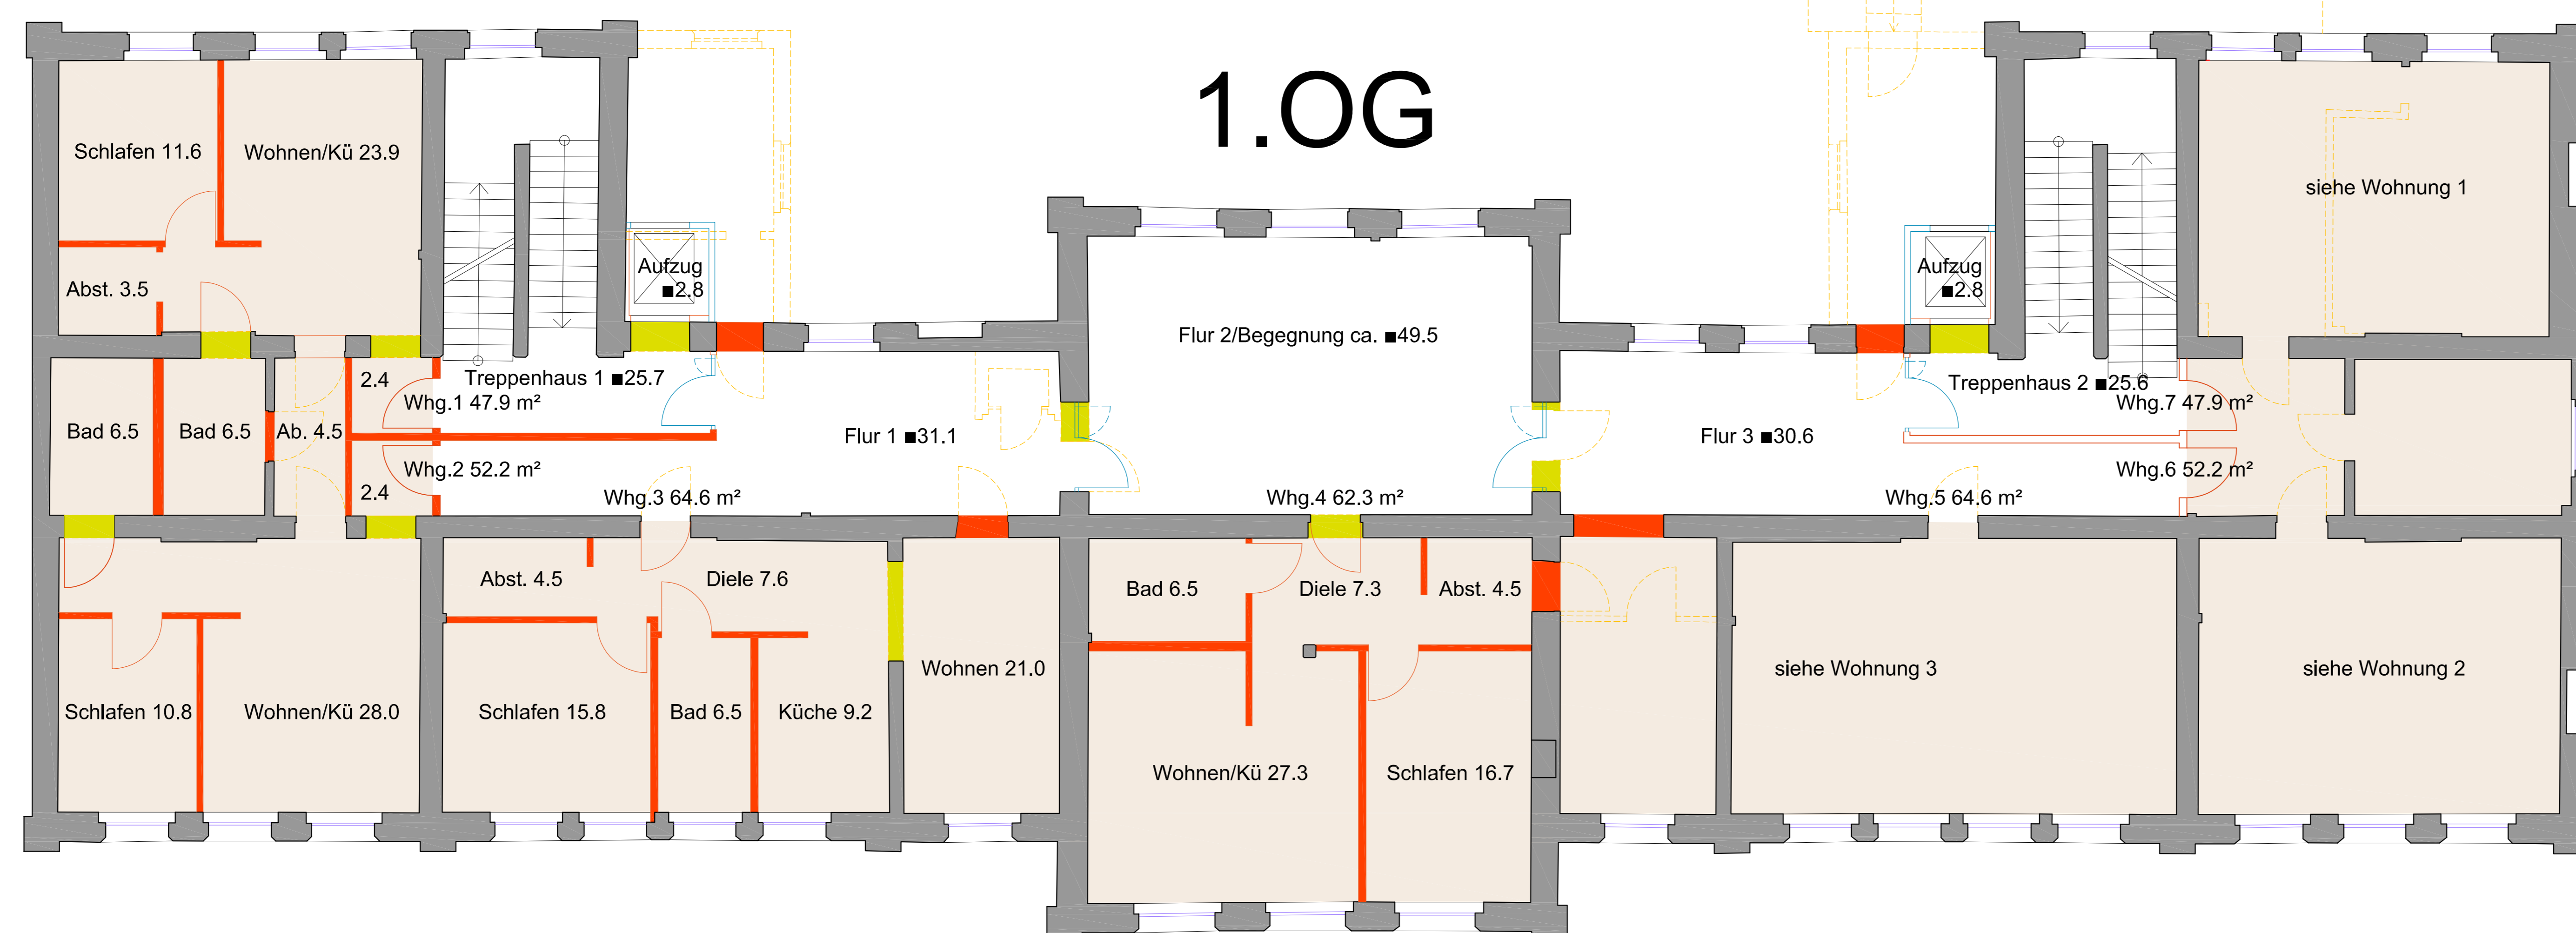 1.OG
Schlafen 11.6
Wohnen/Kü 23.9
siehe Wohnung 1
Aufzug
■2.8
Aufzug
■2.8
Abst. 3.5
Flur 2/Begegnung ca. ■49.5
2.4
Treppenhaus 1 ■25.7
Treppenhaus 2 ■25.6
Whg.1 47.9 m²
Whg.7 47.9 m²
Bad 6.5
Bad 6.5
Ab. 4.5
Flur 1 ■31.1
Flur 3 ■30.6
Whg.2 52.2 m²
Whg.6 52.2 m²
2.4
Whg.3 64.6 m²
Whg.4 62.3 m²
Whg.5 64.6 m²
Abst. 4.5
Diele 7.6
Bad 6.5
Diele 7.3
Abst. 4.5
Wohnen 21.0
siehe Wohnung 3
siehe Wohnung 2
Schlafen 10.8
Wohnen/Kü 28.0
Schlafen 15.8
Bad 6.5
Küche 9.2
Wohnen/Kü 27.3
Schlafen 16.7